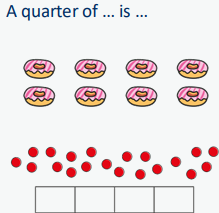 A quarter of ... is ...